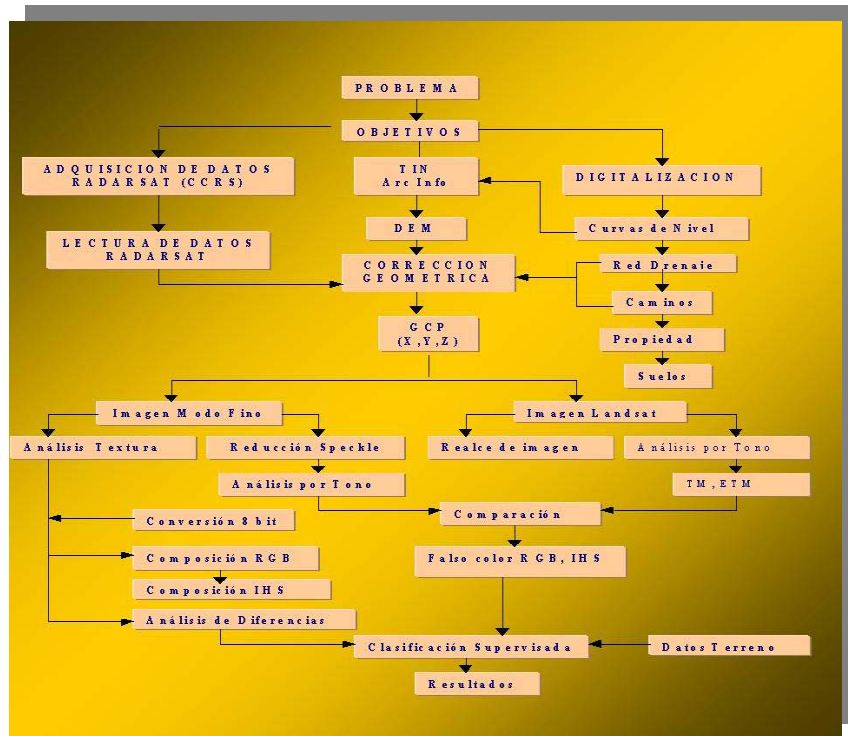 PROBLEMA
OBJETIVOS
ADQUISICION DE DATOS
RADARSAT (CCRS)
TIN
Arc Info
DIGITALIZACION
LECTURA DE DATOS
RADARSAT
DEM
Curvas de Nivel
CORRECCION
GEOMETRICA
Red Drenaje
Caminos
GCP
(X,Y,Z)
Propiedad
Suelos
Imagen Modo Fino
Imagen Landsat
Análisis Textura
Reducción Speckle
Realce de imagen
Análisis por Tono
Análisis por Tono
TM, ETM
Conversión 8 bit
Comparación
Composición RGB
Falso color RGB, IHS
Composición IHS
Análisis de Diferencias
Clasificación Supervisada
Datos Terreno
Resultados